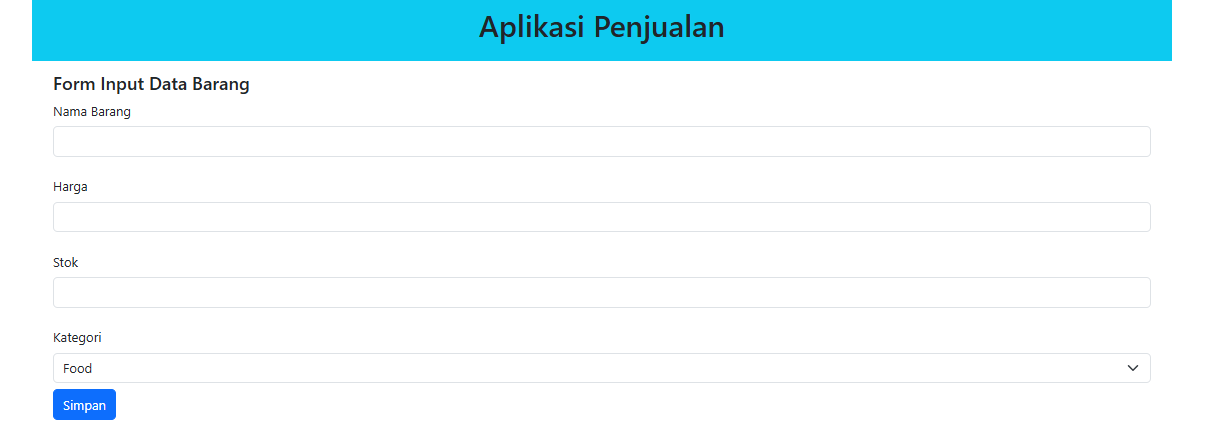 Aplikasi Penjualan
Form Input Data Barang
Nama Barang
Harga
Stok
Kategori
Food
Simpan